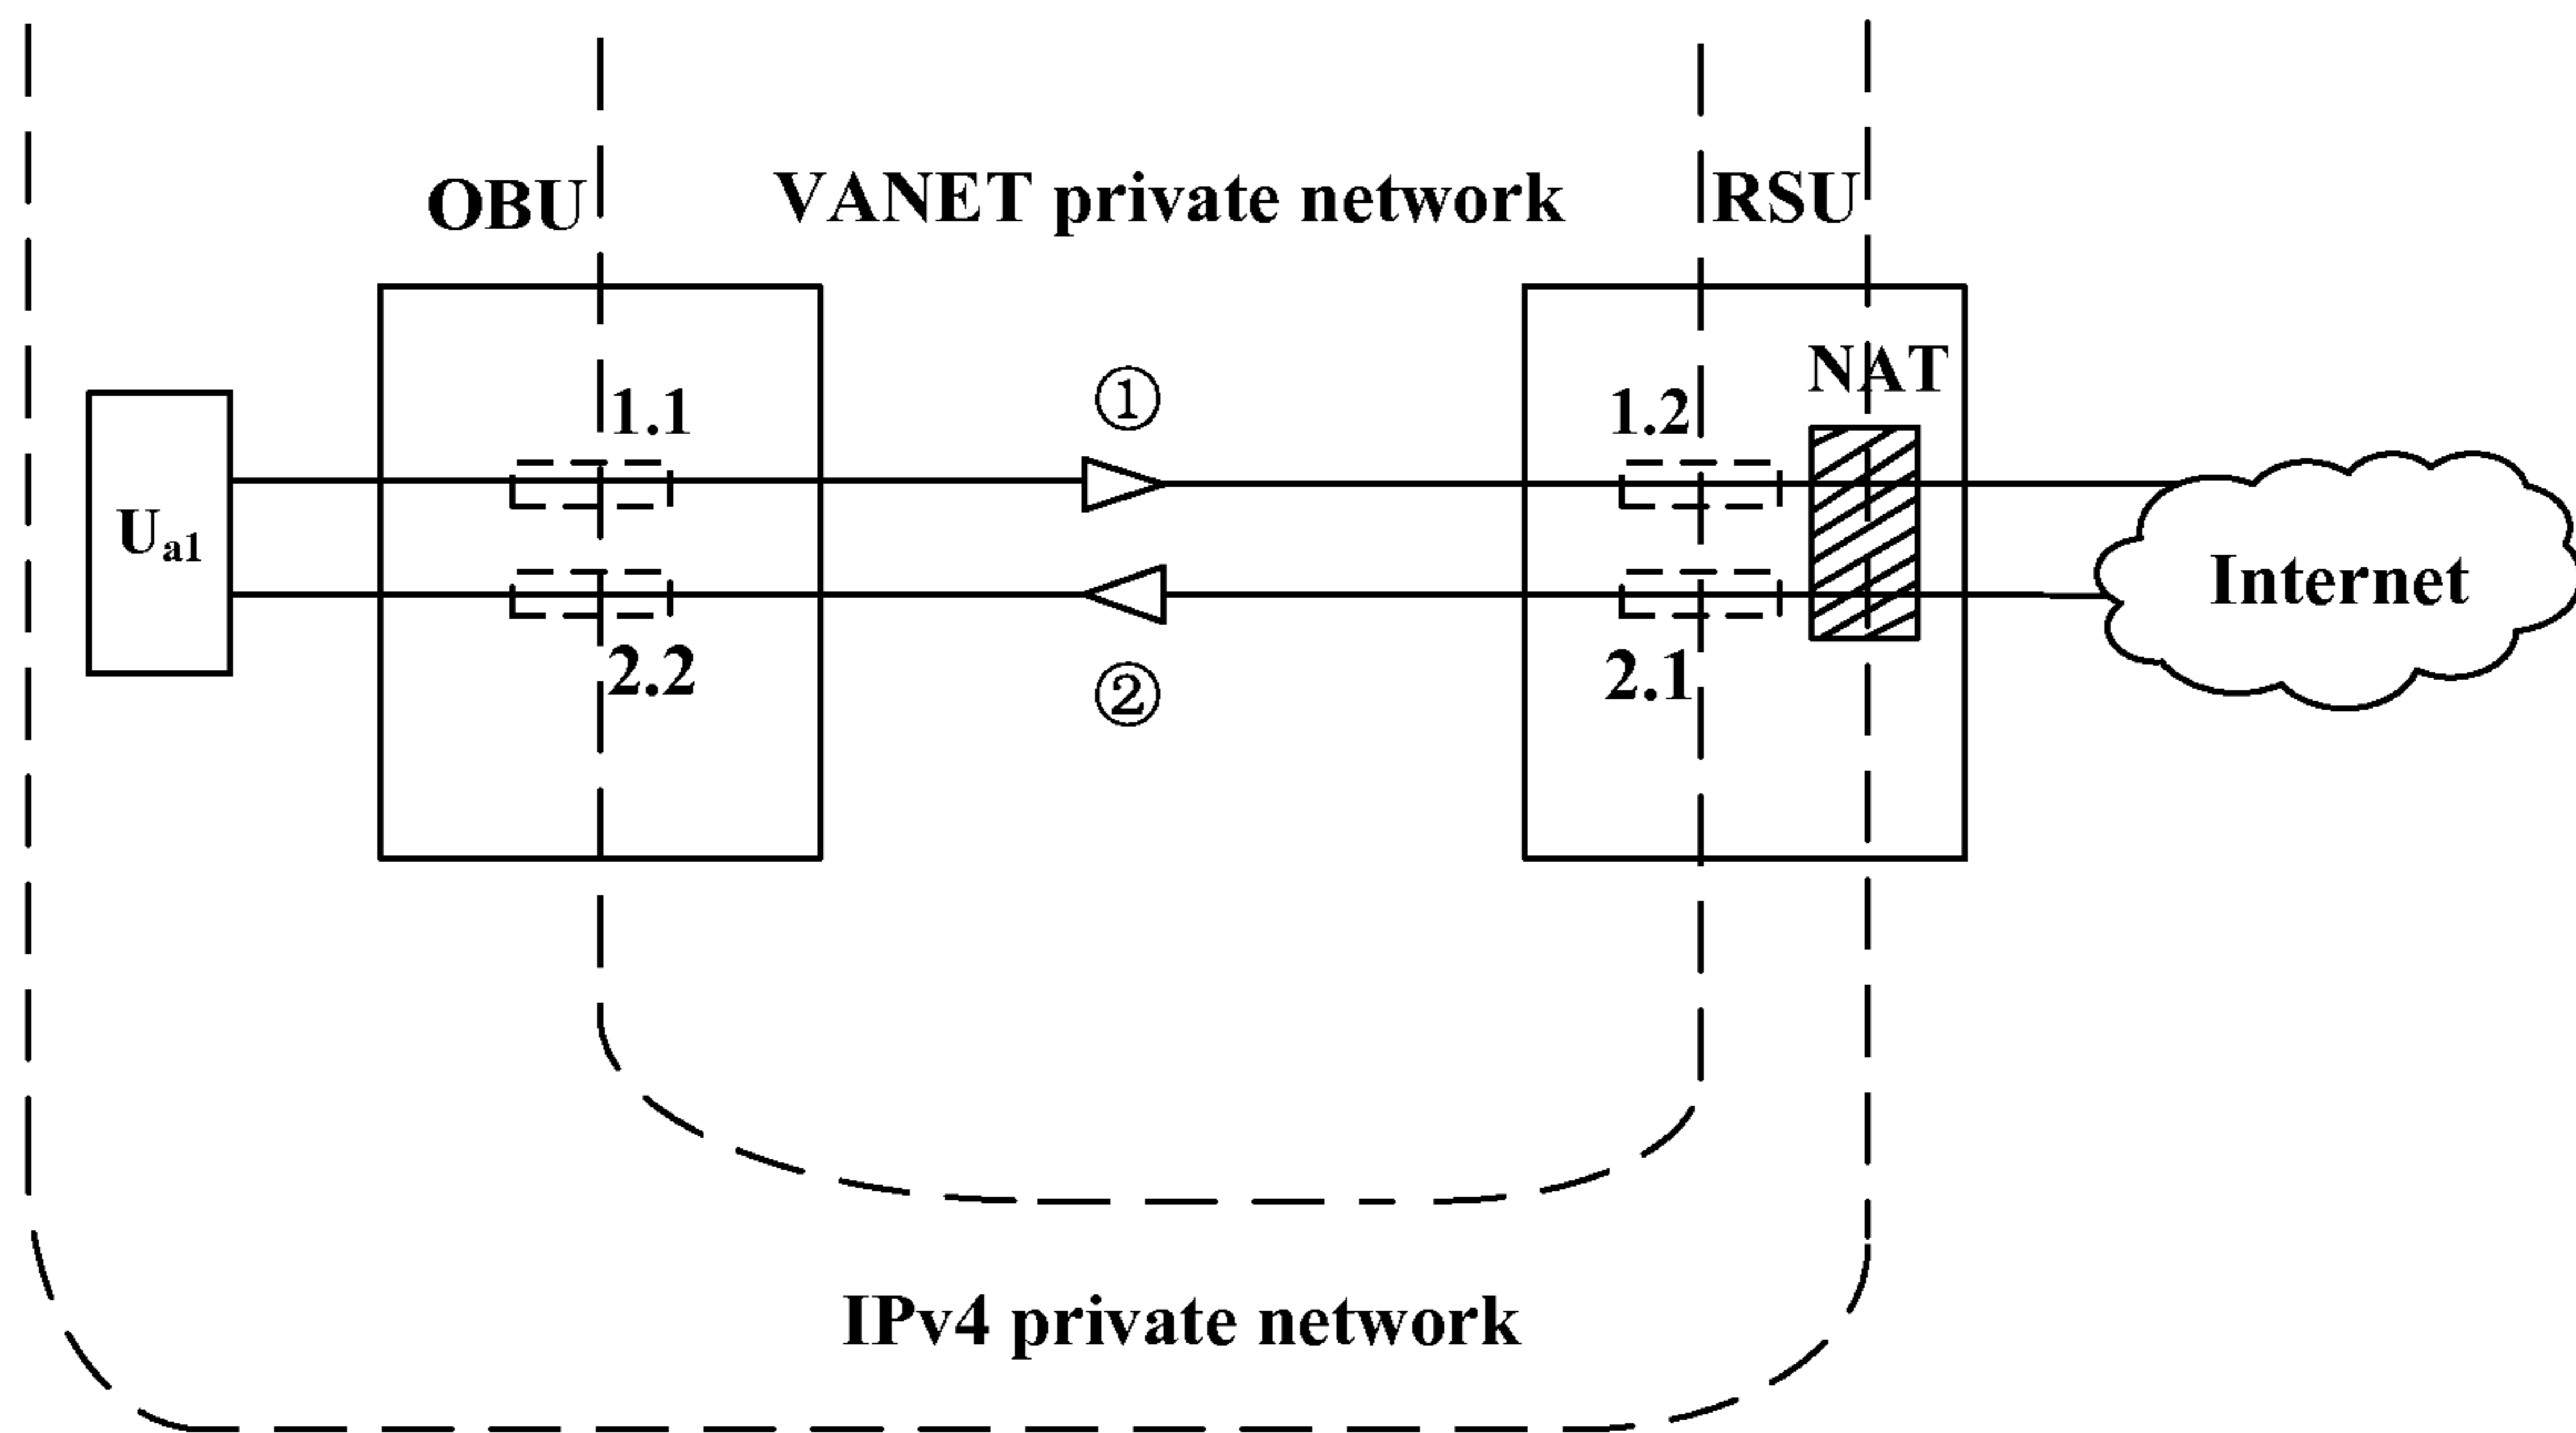 OBU
VANET private network
RSU
NAT
1.1
①
1.2
Ua1
Internet
2.2
②
2.1
IPv4 private network